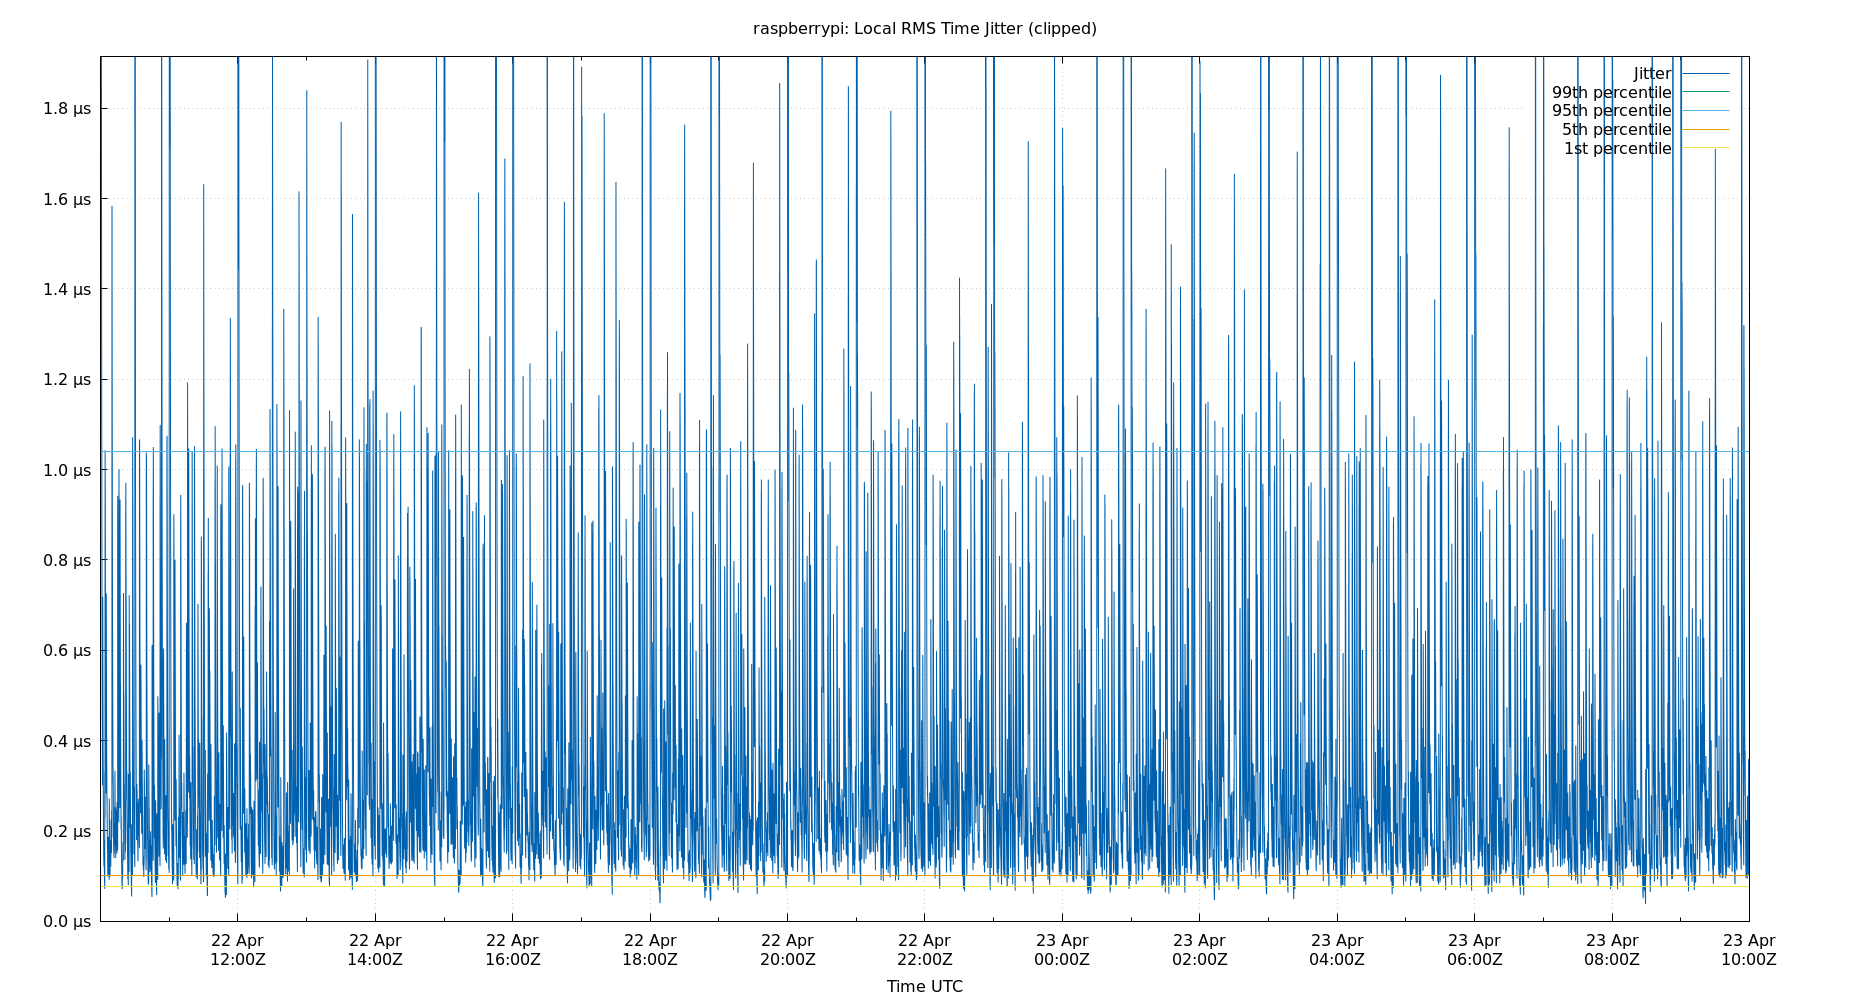 raspberrypi: Local RMS Time Jitter (clipped)
Jitter
99th percentile
95th percentile
5th percentile
1st percentile
1.8 µs
1.6 µs
1.4 µs
1.2 µs
1.0 µs
0.8 µs
0.6 µs
0.4 µs
0.2 µs
0.0 µs
22 Apr 22 Apr 22 Apr 22 Apr 22 Apr 22 Apr 23 Apr 23 Apr 23 Apr 23 Apr 23 Apr 23 Apr
12:00Z 14:00Z 16:00Z 18:00Z 20:00Z 22:00Z 00:00Z 02:00Z 04:00Z 06:00Z 08:00Z 10:00Z
Time UTC